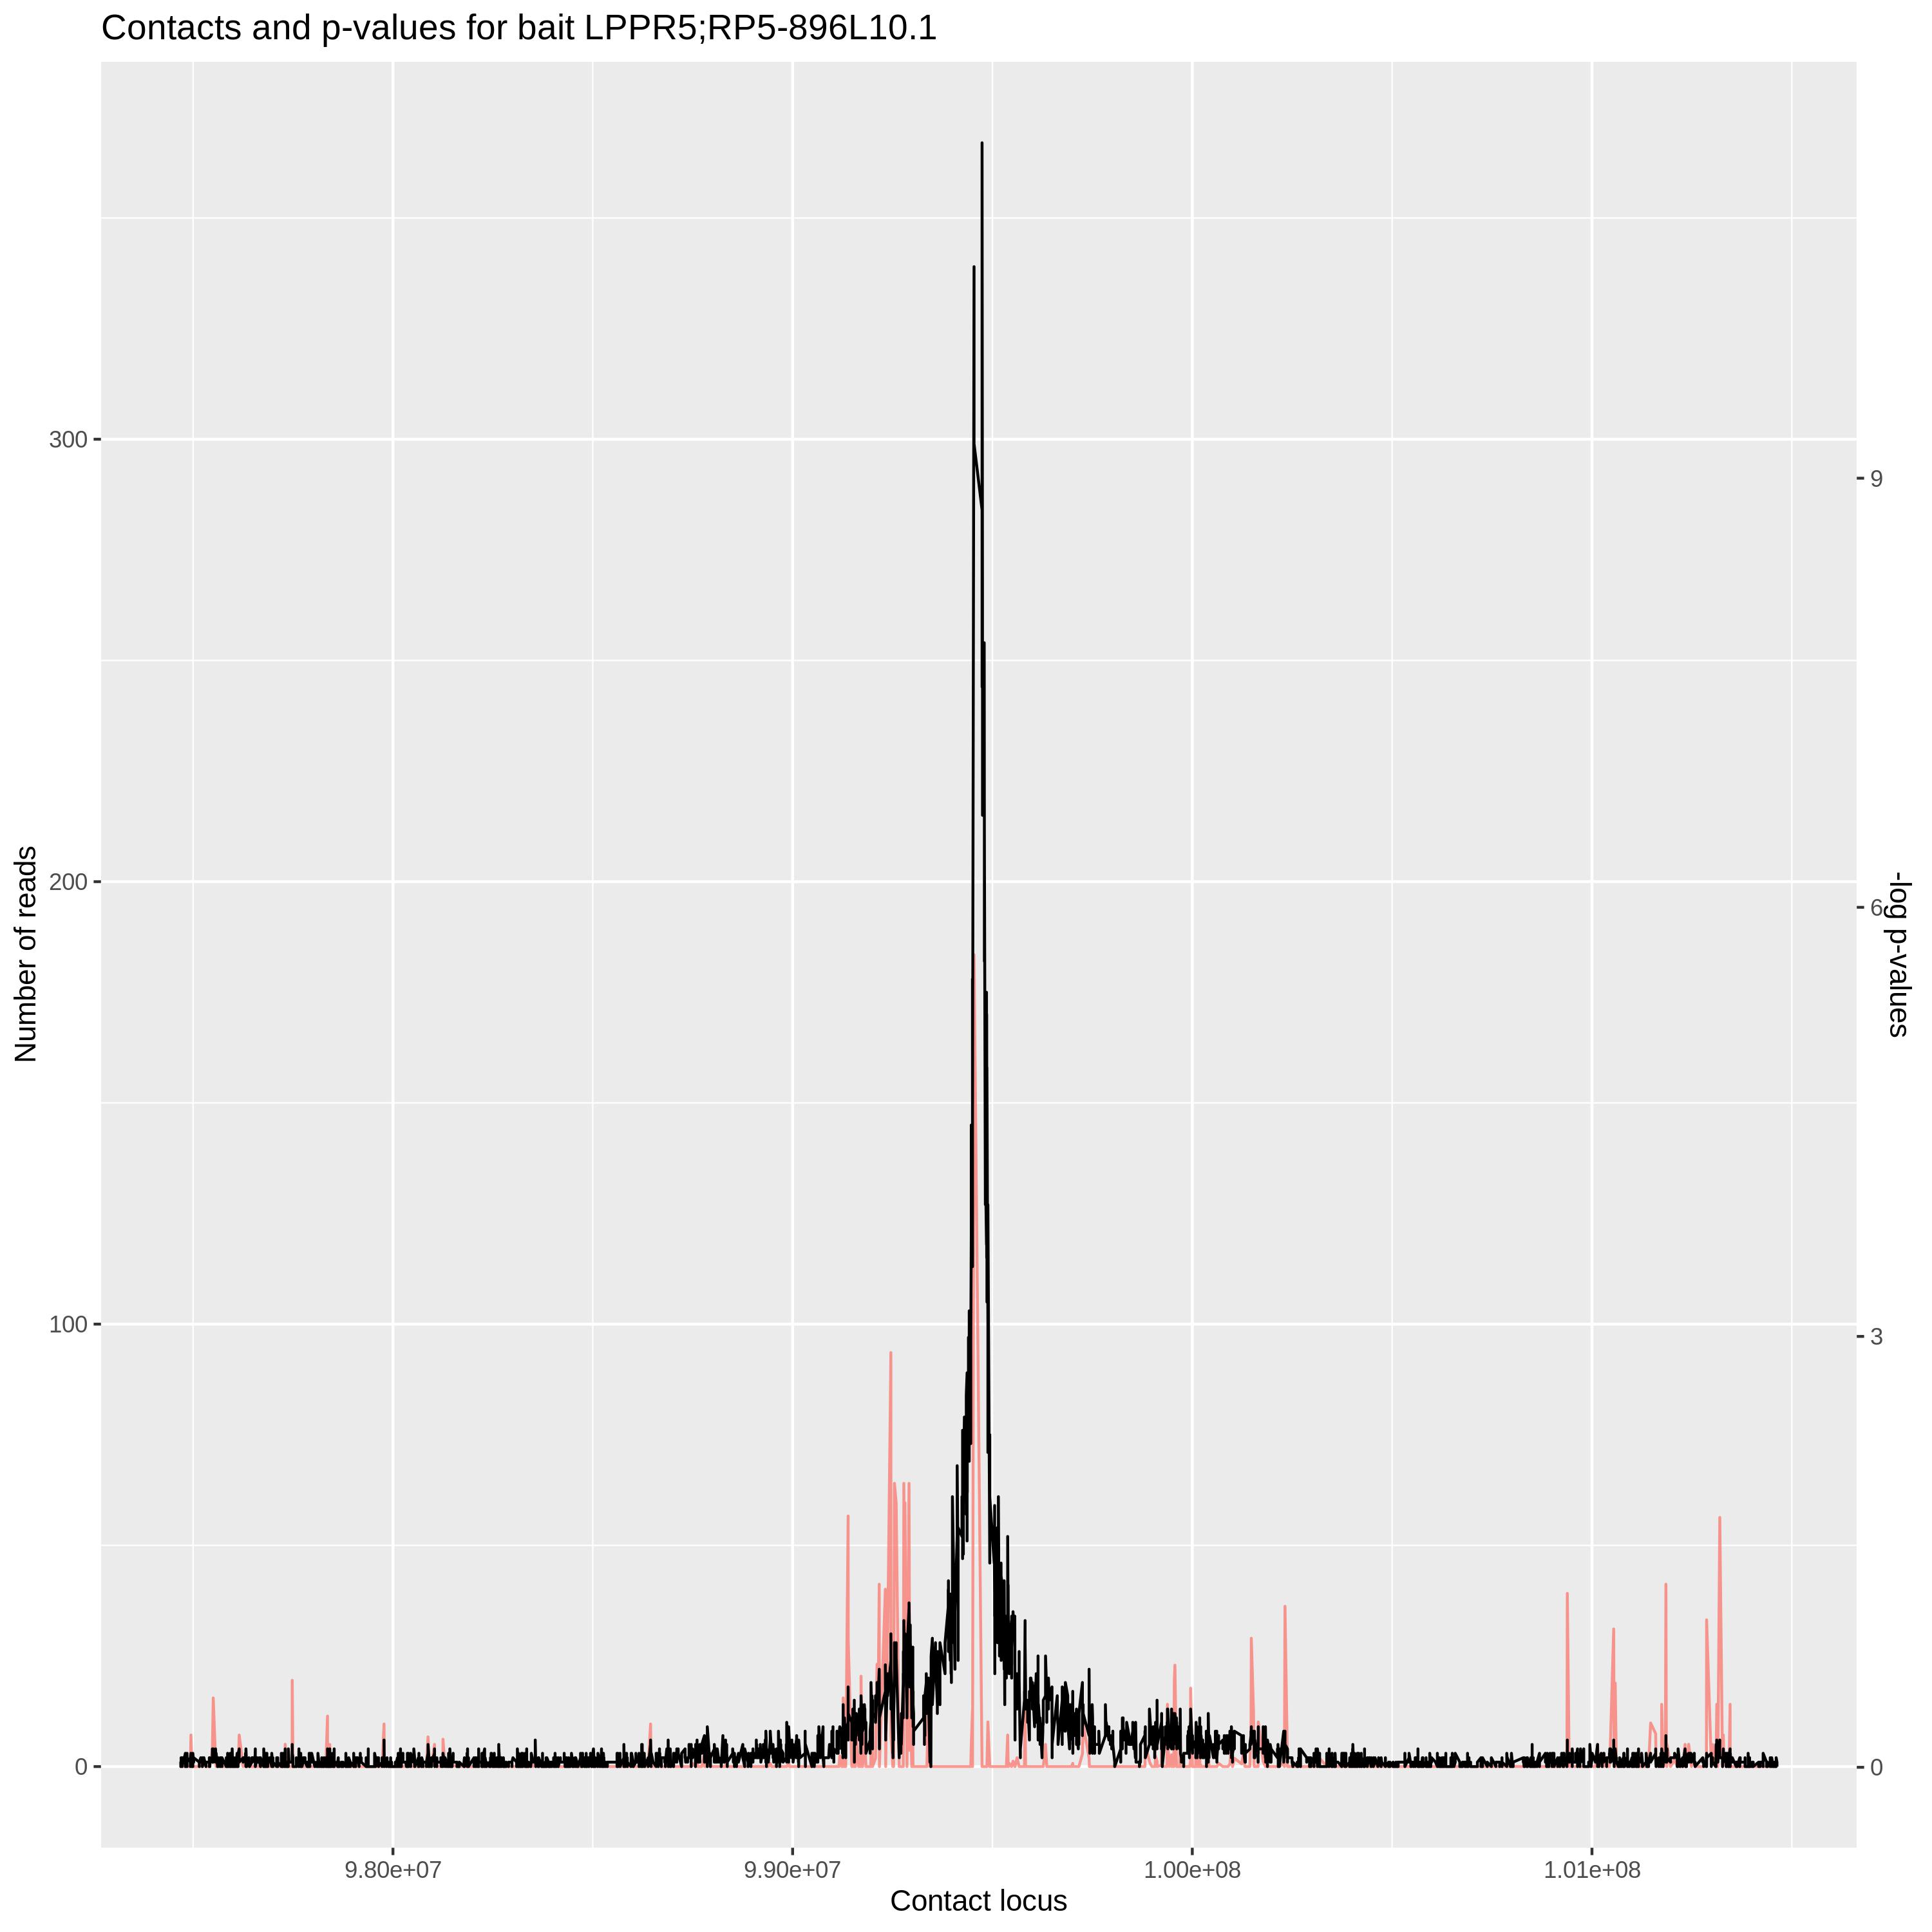 Contacts and p-values for bait LPPR5;RP5-896L10.1
Number of reads
300
200
100
0
9
6
3
0
-log p-values
9.80e+07
9.90e+07
1.00e+08
1.01e+08
Contact locus